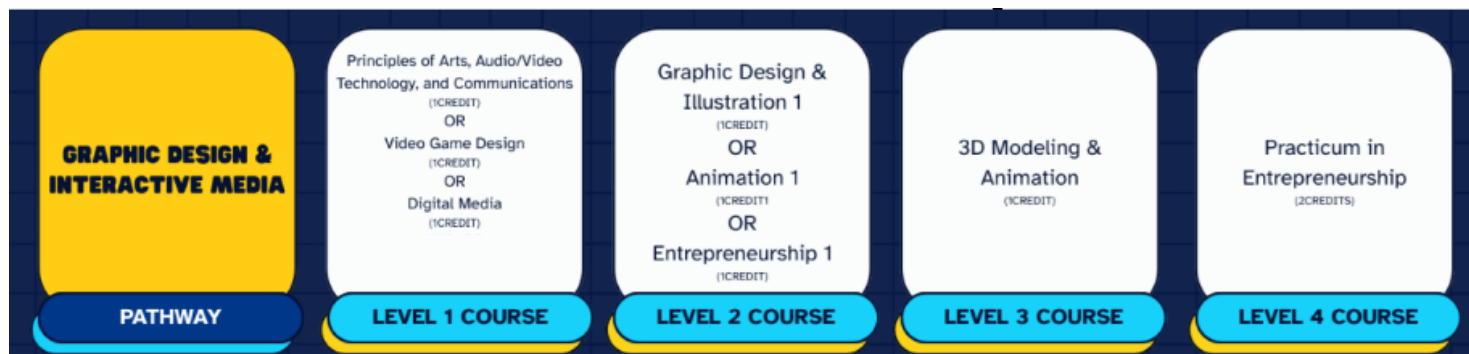 GRAPHIC DESIGN &
INTERACTIVE MEDIA
PATHWAY
Principles of Arts, Audio/Video
Technology, and Communications
(1CREDIT)
OR
Video Game Design
(1CREDIT)
OR
Digital Media
(1CREDIT)
LEVEL 1 COURSE
Graphic Design &
Illustration 1
(1CREDIT)
OR
Animation 1
(1CREDIT1
OR
Entrepreneurship 1
(1CREDIT)
LEVEL 2 COURSE
3D Modeling &
Animation
(1CREDIT)
LEVEL 3 COURSE
Practicum in
Entrepreneurship
(2CREDITS)
LEVEL 4 COURSE